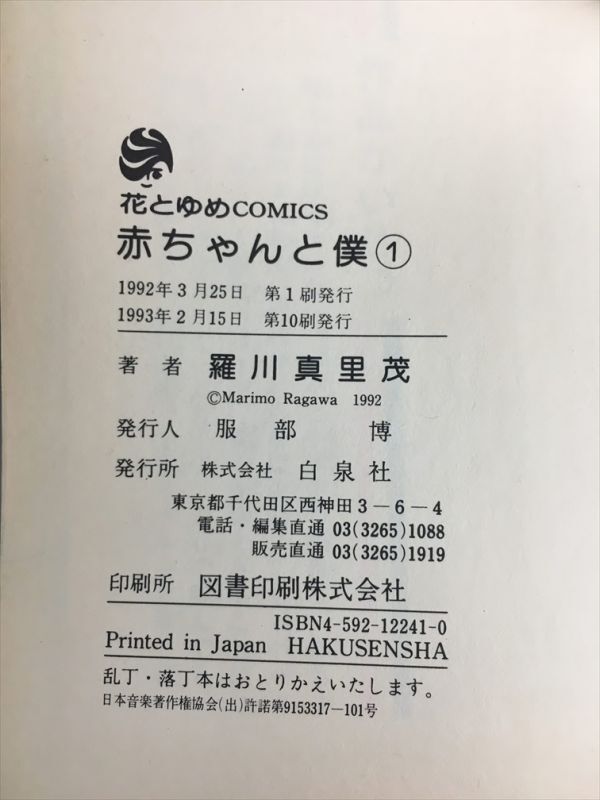 花とゆめCOMICS
赤ちゃんと僕①
1992年3月25日 第1刷発行
1993年2月15日 第10刷発行
著者 羅川真里茂
©Marimo Ragawa 1992
発行人 服部 博
発行所 株式会社 白泉社
東京都千代田区西神田3－6－4
電話・編集直通 03(3265)1088
販売直通 03(3265)1919
印刷所 図書印刷株式会社
ISBN4-592-12241-0
Printed in Japan HAKUSENSHA
乱丁・落丁本はおとりかえいたします。
日本音楽著作権協会(出)許諾第9153317－101号